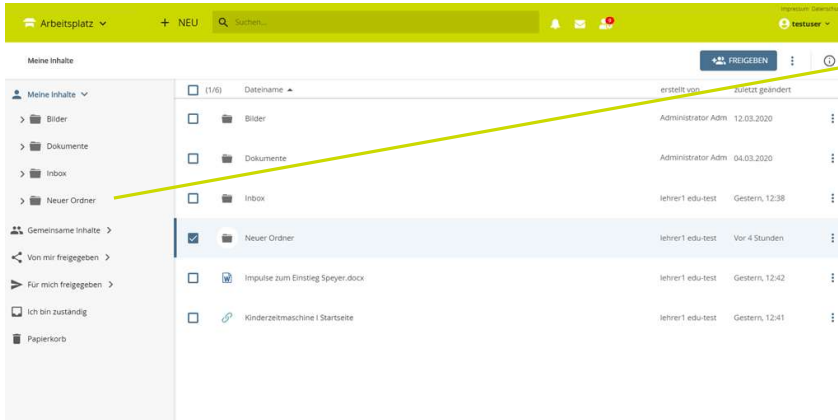 Impressum Datenschutz
Arbeitsplatz
+ NEU
Suchen...
testuser
Meine Inhalte
FREIGEBEN
Meine Inhalte
(1/6) Dateiname erstellt von zuletzt geändert
Bilder
Bilder Administrator Adm 12.03.2020
Dokumente
Dokumente Administrator Adm 04.03.2020
Inbox
Inbox lehrer1 edu-test Gestern, 12:38
Neuer Ordner
Gemeinsame Inhalte
Neuer Ordner lehrer1 edu-test Vor 4 Stunden
Von mir freigegeben
Für mich freigegeben
Impulse zum Einstieg Speyer.docx lehrer1 edu-test Gestern, 12:42
Ich bin zuständig
Kinderzeitmaschine I Startseite lehrer1 edu-test Gestern, 12:41
Papierkorb